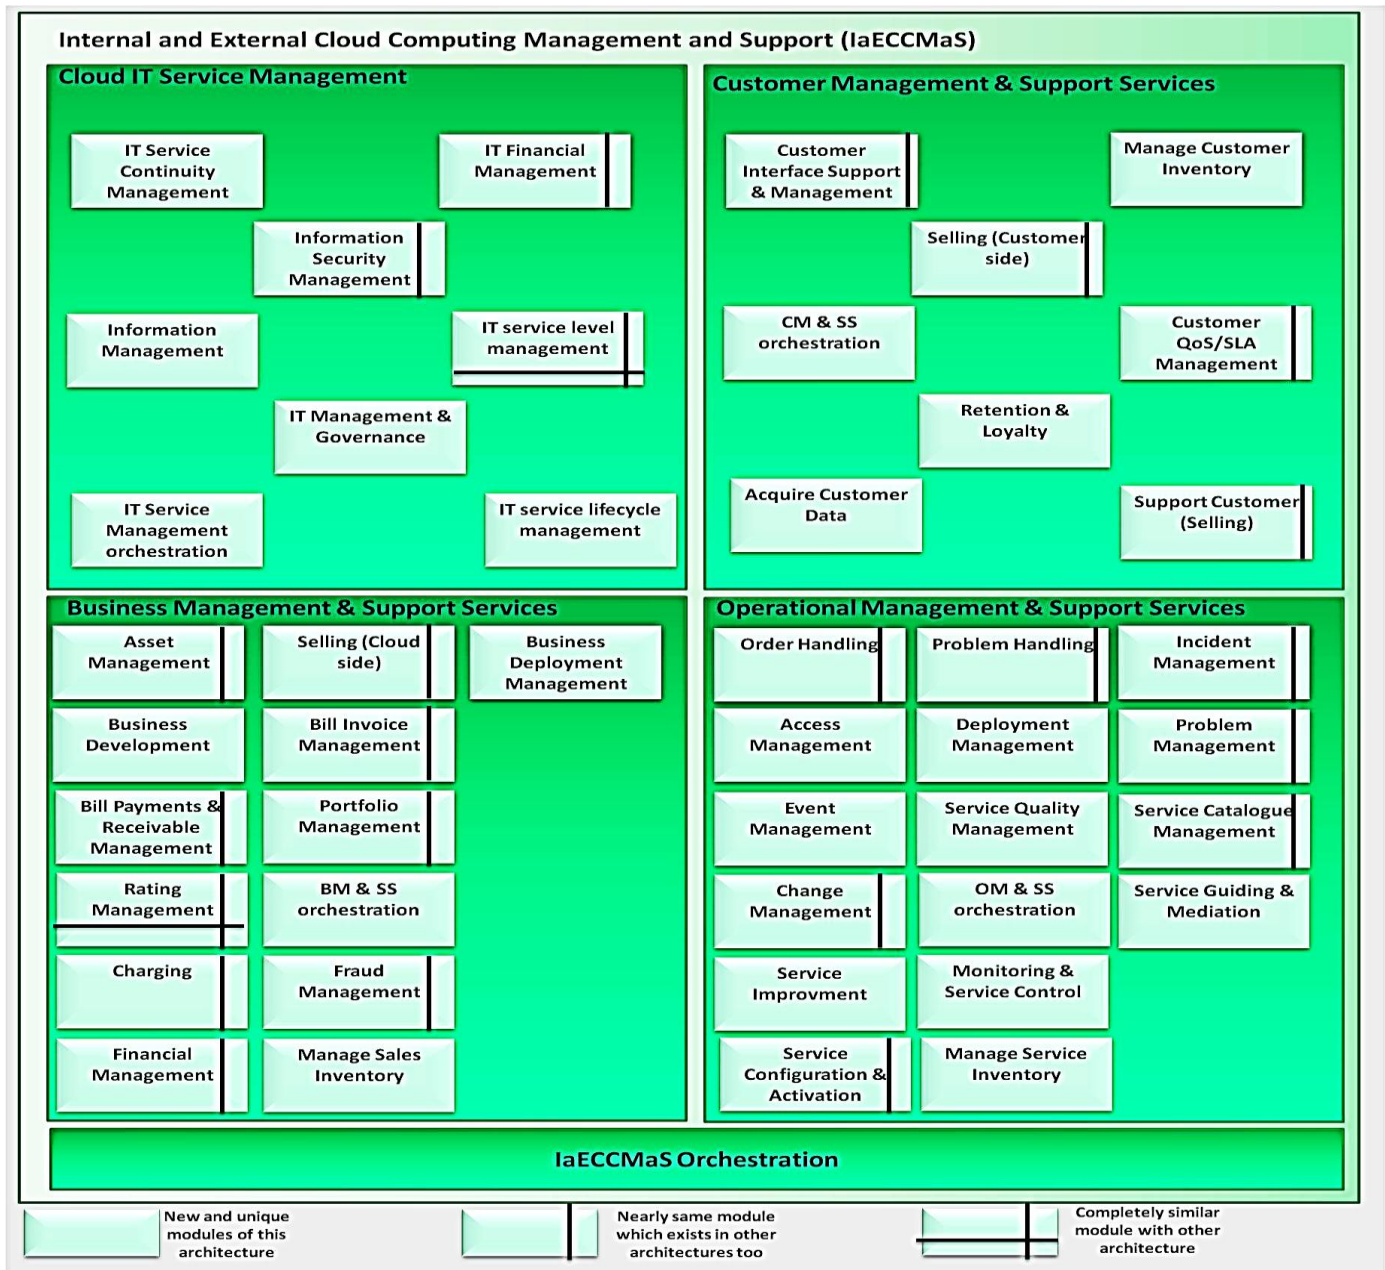 Internal and External Cloud Computing Management and Support (IaECCMaS)
Cloud IT Service Management
IT Service
Continuity
Management
IT Financial
Management
Information
Security
Management
Information
Management
IT service level
management
IT Management &
Governance
IT Service
Management
orchestration
IT service lifecycle
management
Customer Management & Support Services
Customer
Interface Support
& Management
Manage Customer
Inventory
Selling (Customer
side)
CM & SS
orchestration
Customer
QoS/SLA
Management
Retention &
Loyalty
Acquire Customer
Data
Support Customer
(Selling)
Business Management & Support Services
Asset
Management
Selling (Cloud
side)
Business
Deployment
Management
Business
Development
Bill Invoice
Management
Bill Payments &
Receivable
Management
Portfolio
Management
Rating
Management
BM & SS
orchestration
Charging
Fraud
Management
Financial
Management
Manage Sales
Inventory
Operational Management & Support Services
Order Handling
Problem Handling
Incident
Management
Access
Management
Deployment
Management
Problem
Management
Event
Management
Service Quality
Management
Service Catalogue
Management
Change
Management
OM & SS
orchestration
Service Guiding &
Mediation
Service
Improvment
Monitoring &
Service Control
Service
Configuration &
Activation
Manage Service
Inventory
IaECCMaS Orchestration
New and unique
modules of this
architecture
Nearly same module
which exists in other
architectures too
Completely similar
module with other
architecture